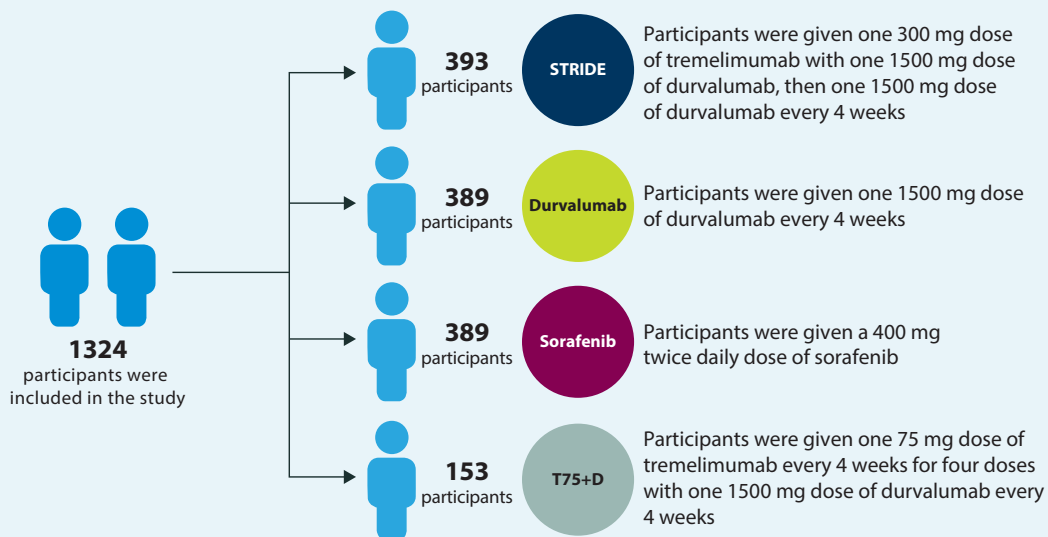 1324
participants were
included in the study
393
participants
STRIDE
Participants were given one 300 mg dose
of tremelimumab with one 1500 mg dose
of durvalumab, then one 1500 mg dose
of durvalumab every 4 weeks
389
participants
Durvalumab
Participants were given one 1500 mg dose
of durvalumab every 4 weeks
389
participants
Sorafenib
Participants were given a 400 mg
twice daily dose of sorafenib
153
participants
T75+D
Participants were given one 75 mg dose of
tremelimumab every 4 weeks for four doses
with one 1500 mg dose of durvalumab every
4 weeks